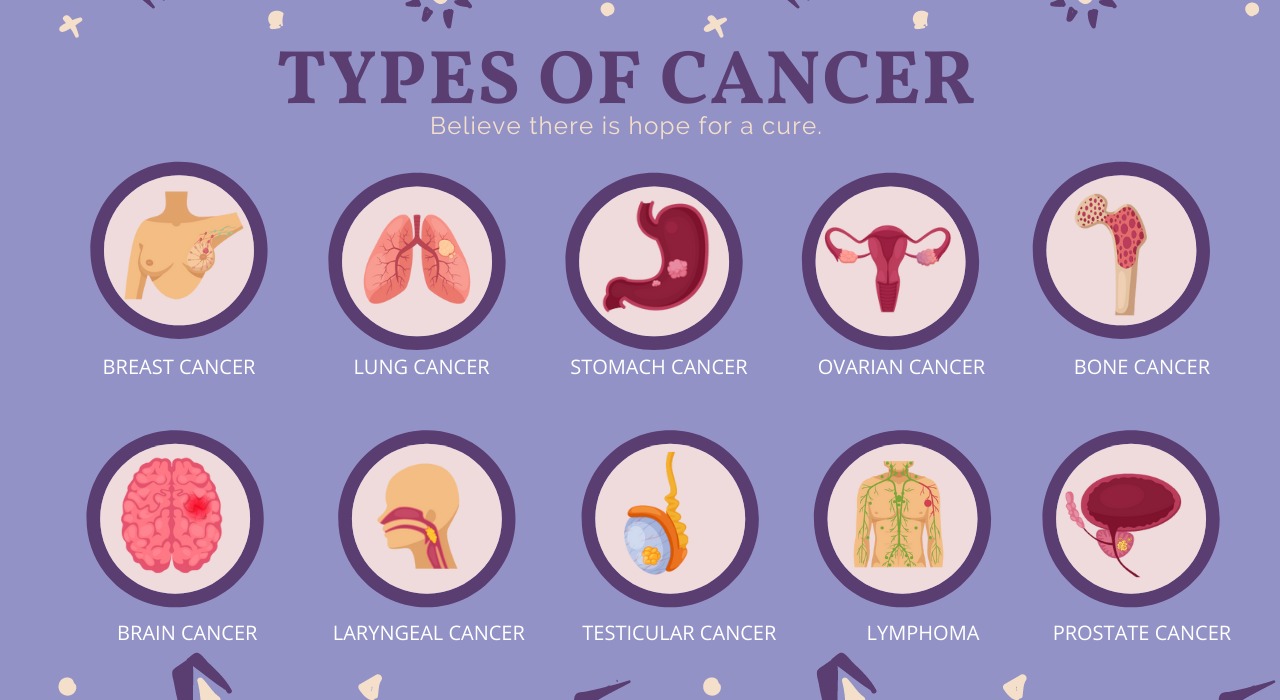 TYPES OF CANCER
Believe there is hope for a cure.
BREAST CANCER
LUNG CANCER
STOMACH CANCER
OVARIAN CANCER
BONE CANCER
BRAIN CANCER
LARYNGEAL CANCER
TESTICULAR CANCER
LYMPHOMA
PROSTATE CANCER